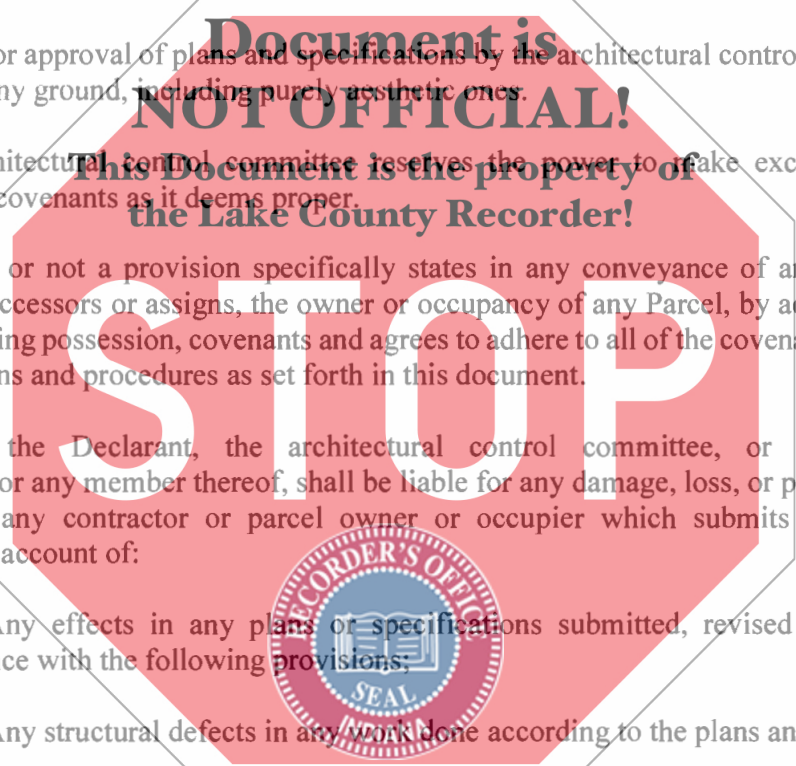 Document is
or approval of plans and specifications by the architectural contro
ny ground, including purely aesthetic ones.
NOT OFFICIAL!
hitectural control committee reserves the power to make exc
This Document is the property of
covenants as it deems proper.
the Lake County Recorder!
or not a provision specifically states in any conveyance of a
ccessors or assigns, the owner or occupancy of any Parcel, by a
ing possession, covenants and agrees to adhere to all of the covena
ns and procedures as set forth in this document.
STOP
the Declarant, the architectural control committee, or
or any member thereof, shall be liable for any damage, loss, or p
any contractor or parcel owner or occupier which submits
account of:
RECORDER'S OFFICE
Any effects in any plans or specifications submitted, revised
ce with the following provisions;
SEAL
INDIANA
Any structural defects in any work done according to the plans an